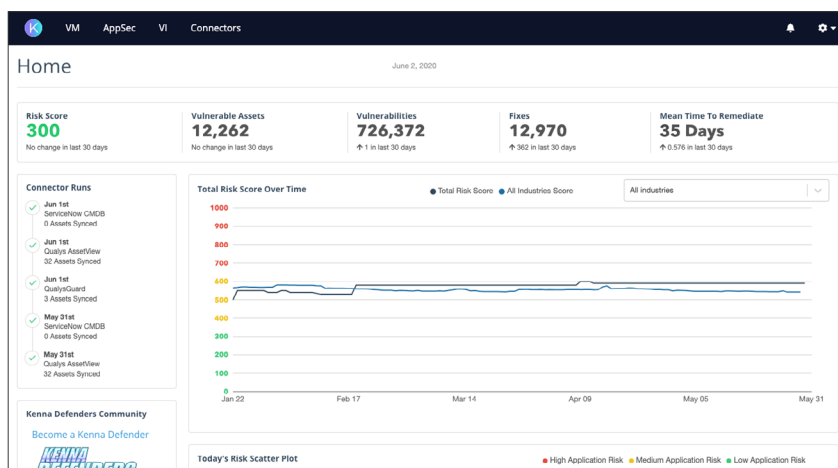 K
VM AppSec VI Connectors
Home
June 2, 2020
Risk Score
300
No change in last 30 days
Vulnerable Assets
12,262
No change in last 30 days
Vulnerabilities
726,372
↑ 1 in last 30 days
Fixes
12,970
↑ 362 in last 30 days
Mean Time To Remediate
35 Days
↑ 0.576 in last 30 days
Connector Runs
Jun 1st
ServiceNow CMDB
0 Assets Synced
Jun 1st
Qualys AssetView
32 Assets Synced
Jun 1st
QualysGuard
3 Assets Synced
May 31st
ServiceNow CMDB
0 Assets Synced
May 31st
Qualys AssetView
32 Assets Synced
Kenna Defenders Community
Become a Kenna Defender
KENNA
DEFENDERS
Total Risk Score Over Time
Total Risk Score All Industries Score
All industries
1000
900
800
700
600
500
400
300
200
100
0
Jan 22 Feb 17 Mar 14 Apr 09 May 05 May 31
Today's Risk Scatter Plot
High Application Risk Medium Application Risk Low Application Risk